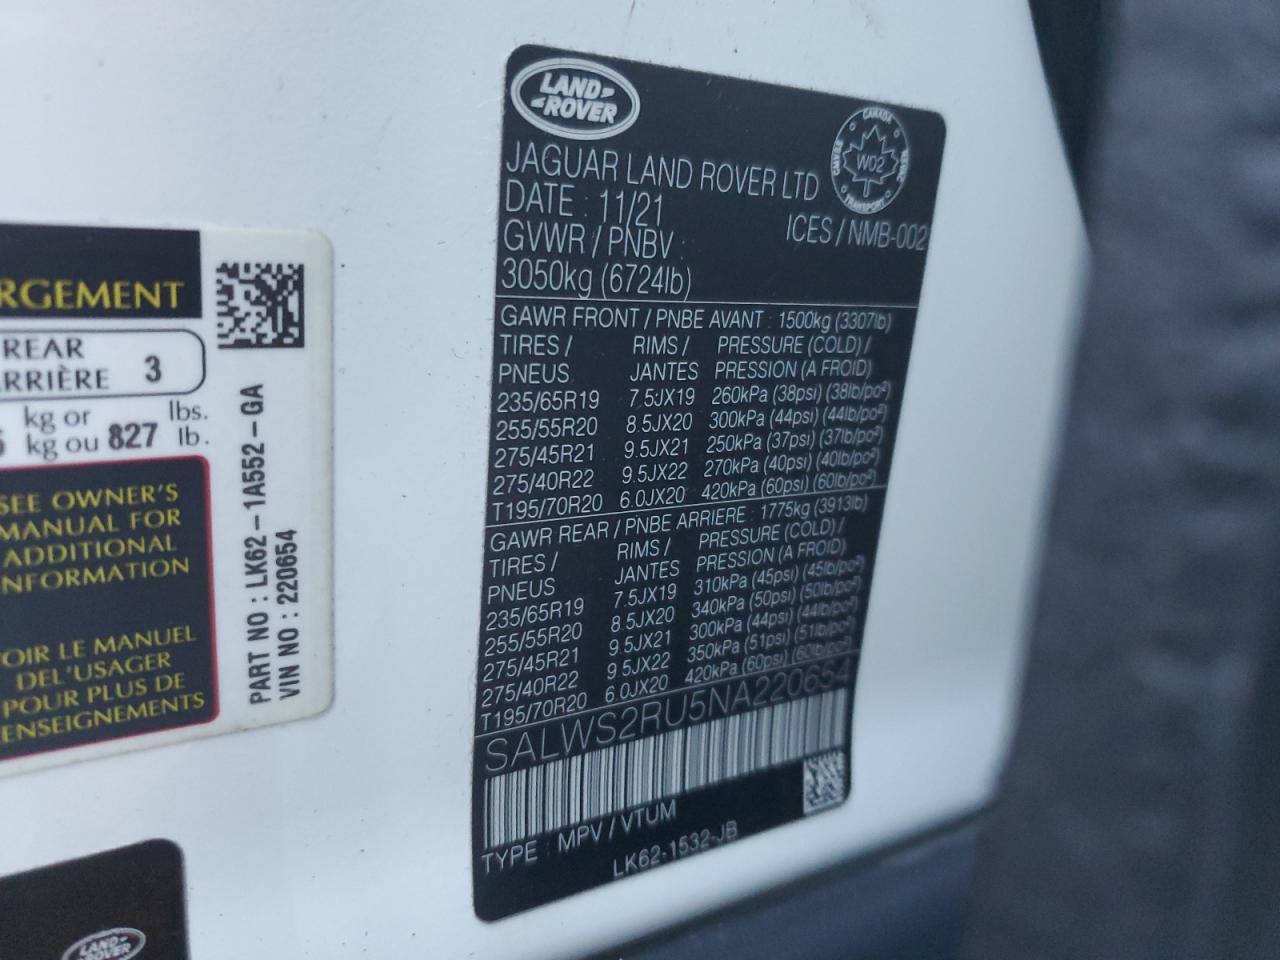 RGEMENT
REAR
RRIÈRE 3
kg or lbs.
kg ou 827 lb.
SEE OWNER'S
MANUAL FOR
ADDITIONAL
NFORMATION
OIR LE MANUEL
DEL'USAGER
POUR PLUS DE
ENSEIGNEMENTS
PART NO : LK62-1A552-GA
VIN NO : 220654
LAND-
-ROVER
LAND-
-ROVER
CANADA
W02
TRANSPORT
JAGUAR LAND ROVER LTD
DATE : 11/21
ICES / NMB-002
GVWR / PNBV :
3050kg (6724lb)
GAWR FRONT / PNBE AVANT : 1500kg (3307lb)
TIRES / RIMS / PRESSURE (COLD) /
PNEUS JANTES PRESSION (A FROID)
235/65R19 7.5JX19 260kPa (38psi) (38lb/po²)
255/55R20 8.5JX20 300kPa (44psi) (44lb/po²)
275/45R21 9.5JX21 250kPa (37psi) (37lb/po²)
275/40R22 9.5JX22 270kPa (40psi) (40lb/po²)
T195/70R20 6.0JX20 420kPa (60psi) (60lb/po²)
GAWR REAR / PNBE ARRIERE : 1775kg (3913lb)
TIRES / RIMS / PRESSURE (COLD) /
PNEUS JANTES PRESSION (A FROID)
235/65R19 7.5JX19 310kPa (45psi) (45lb/po²)
255/55R20 8.5JX20 340kPa (50psi) (50lb/po²)
275/45R21 9.5JX21 300kPa (44psi) (44lb/po²)
275/40R22 9.5JX22 350kPa (51psi) (51lb/po²)
T195/70R20 6.0JX20 420kPa (60psi) (60lb/po²)
SALWS2RU5NA220654
TYPE : MPV / VTUM
LK62-1532-JB